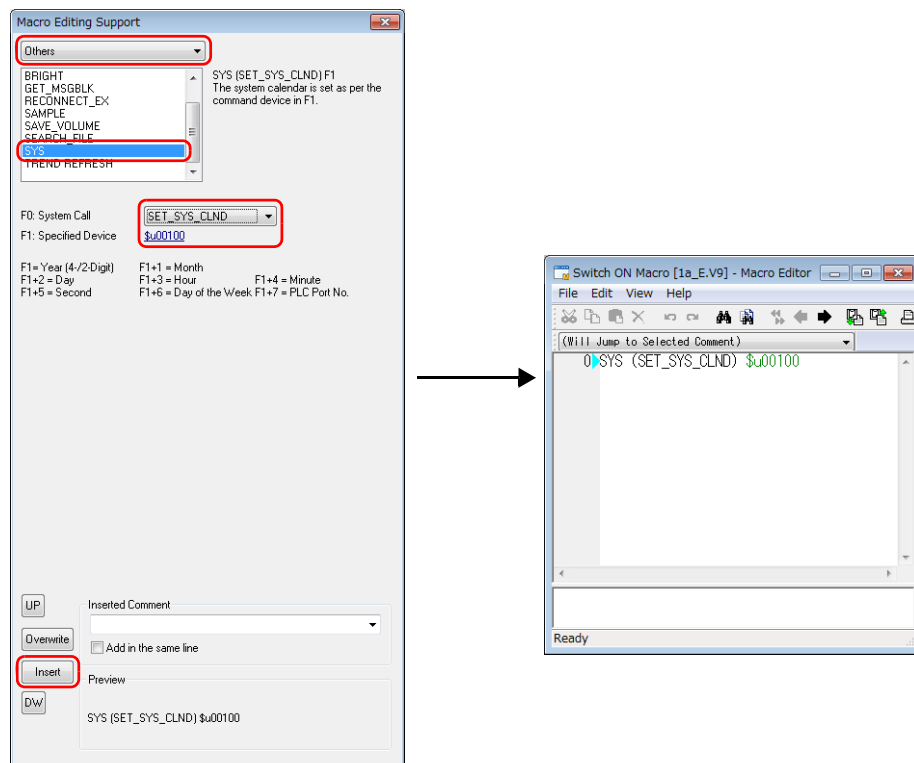 Macro Editing Support
Others
BRIGHT
GET_MSGBLK
RECONNECT_EX
SAMPLE
SAVE_VOLUME
SEARCH_FILE
SYS
TREND REFRESH
SYS (SET_SYS_CLND) F1
The system calendar is set as per the
command device in F1.
F0: System Call SET_SYS_CLND
F1: Specified Device $u00100
F1= Year (4-/2-Digit) F1+1 = Month
F1+2 = Day F1+3 = Hour F1+4 = Minute
F1+5 = Second F1+6 = Day of the Week F1+7 = PLC Port No.
UP
Overwrite
Insert
DW
Inserted Comment
Add in the same line
Preview
SYS (SET_SYS_CLND) $u00100
Switch ON Macro [1a_E.V9] - Macro Editor
File Edit View Help
(Will Jump to Selected Comment)
0 SYS (SET_SYS_CLND) $u00100
Ready